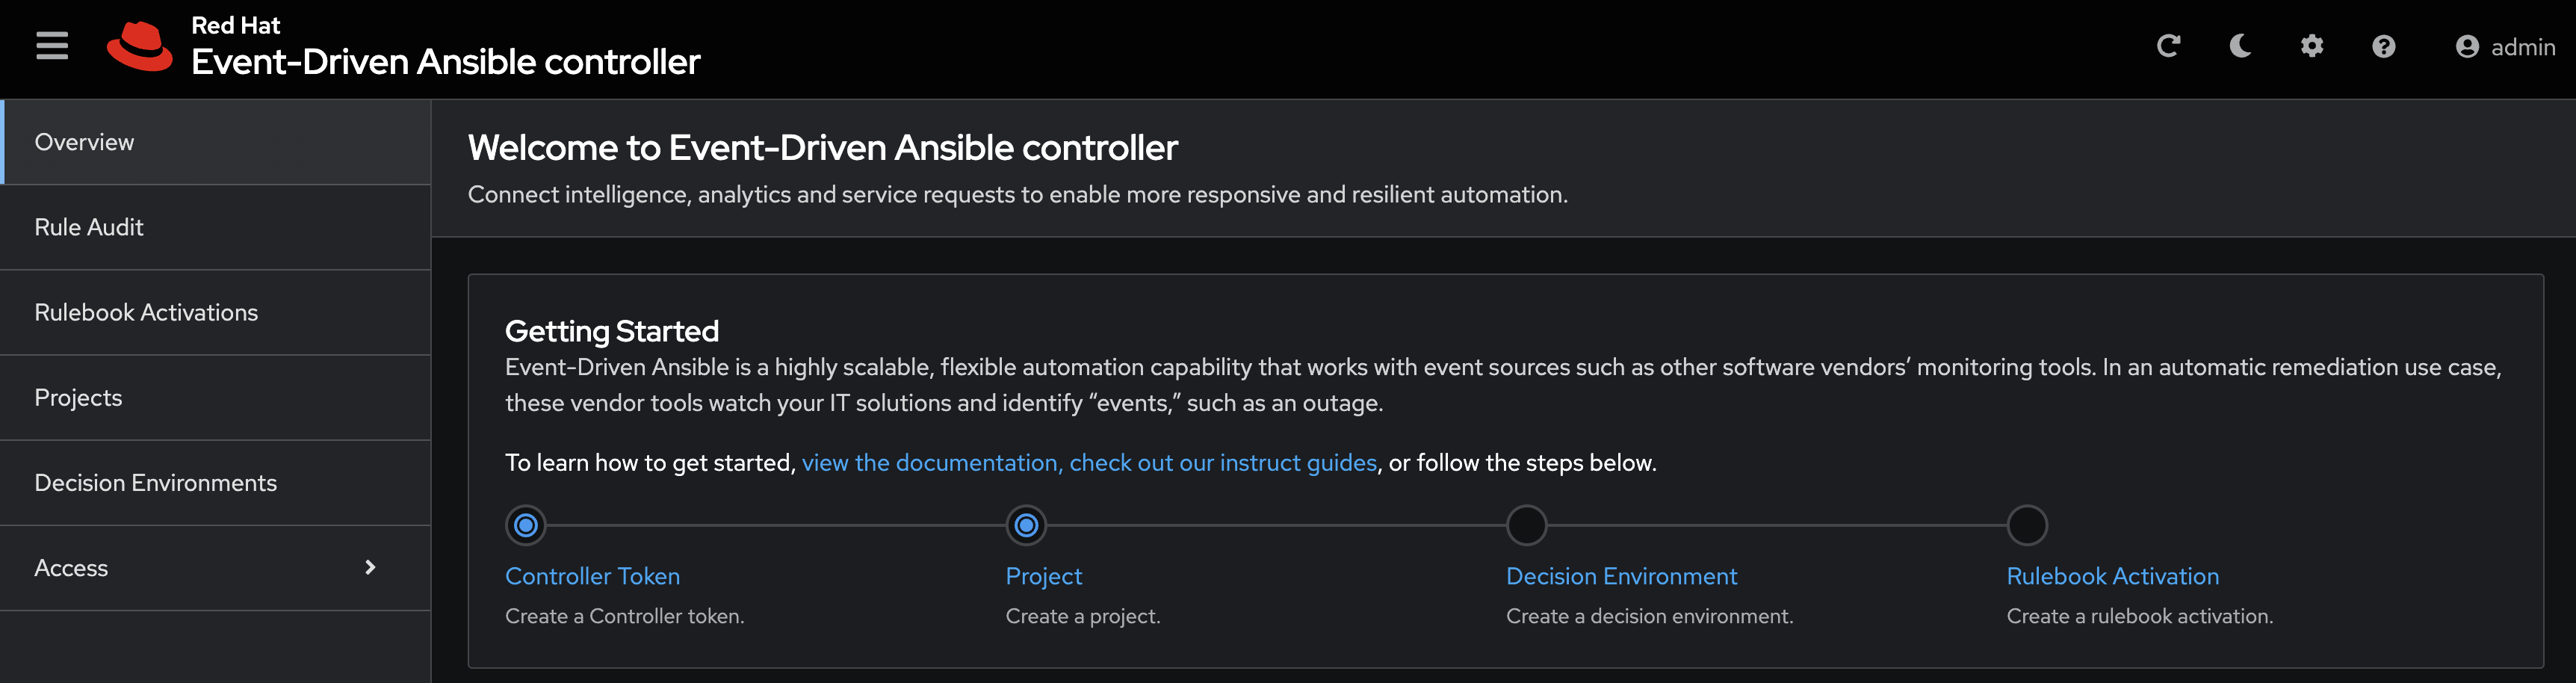 Red Hat
Event-Driven Ansible controller
admin
Overview
Rule Audit
Rulebook Activations
Projects
Decision Environments
Access
Welcome to Event-Driven Ansible controller
Connect intelligence, analytics and service requests to enable more responsive and resilient automation.
Getting Started
Event-Driven Ansible is a highly scalable, flexible automation capability that works with event sources such as other software vendors’ monitoring tools. In an automatic remediation use case,
these vendor tools watch your IT solutions and identify “events,” such as an outage.
To learn how to get started, view the documentation, check out our instruct guides, or follow the steps below.
Controller Token
Create a Controller token.
Project
Create a project.
Decision Environment
Create a decision environment.
Rulebook Activation
Create a rulebook activation.